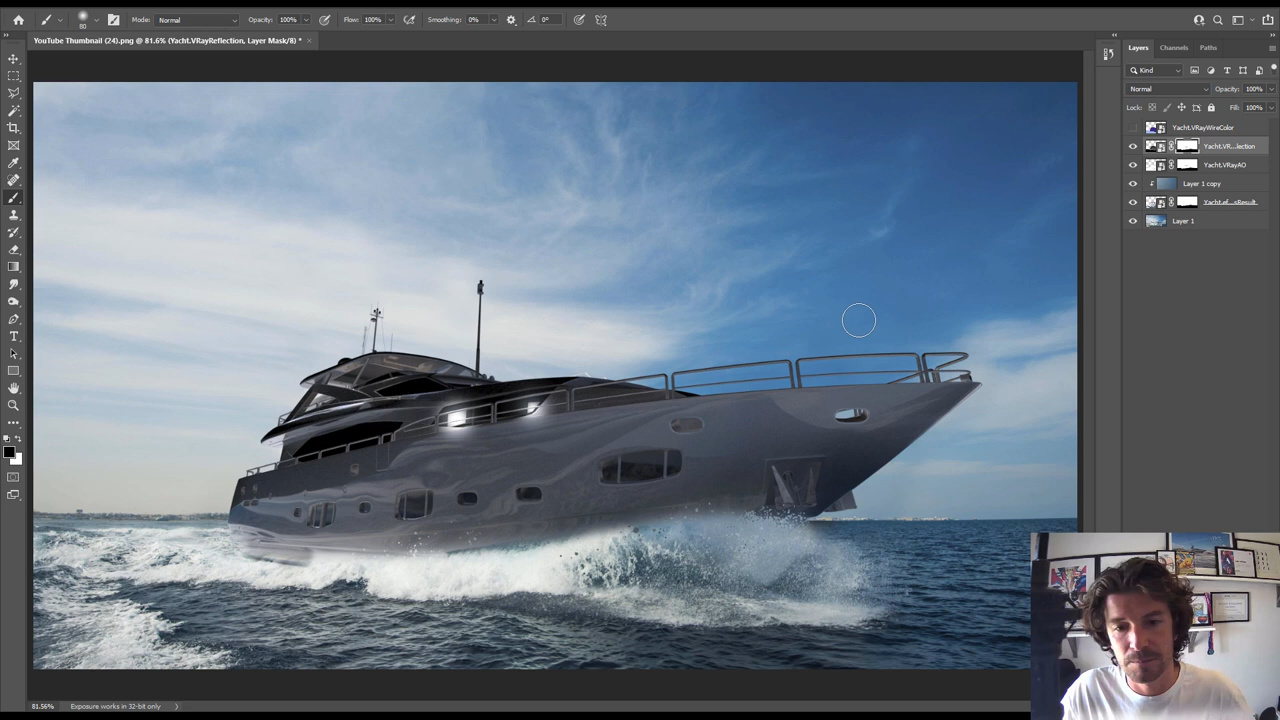 80
Mode: Normal Opacity: 100% Flow: 100% Smoothing: 0% 0°
YouTube Thumbnail (24).png @ 81.6% (Yacht.VRayReflection, Layer Mask/8) * ×
Layers Channels Paths
Kind
Normal Opacity: 100%
Lock: Fill: 100%
Yacht.VRayWireColor
Yacht.VR...lection
Yacht.VRayAO
Layer 1 copy
Yacht.ef...sResult
Layer 1
81.56% Exposure works in 32-bit only